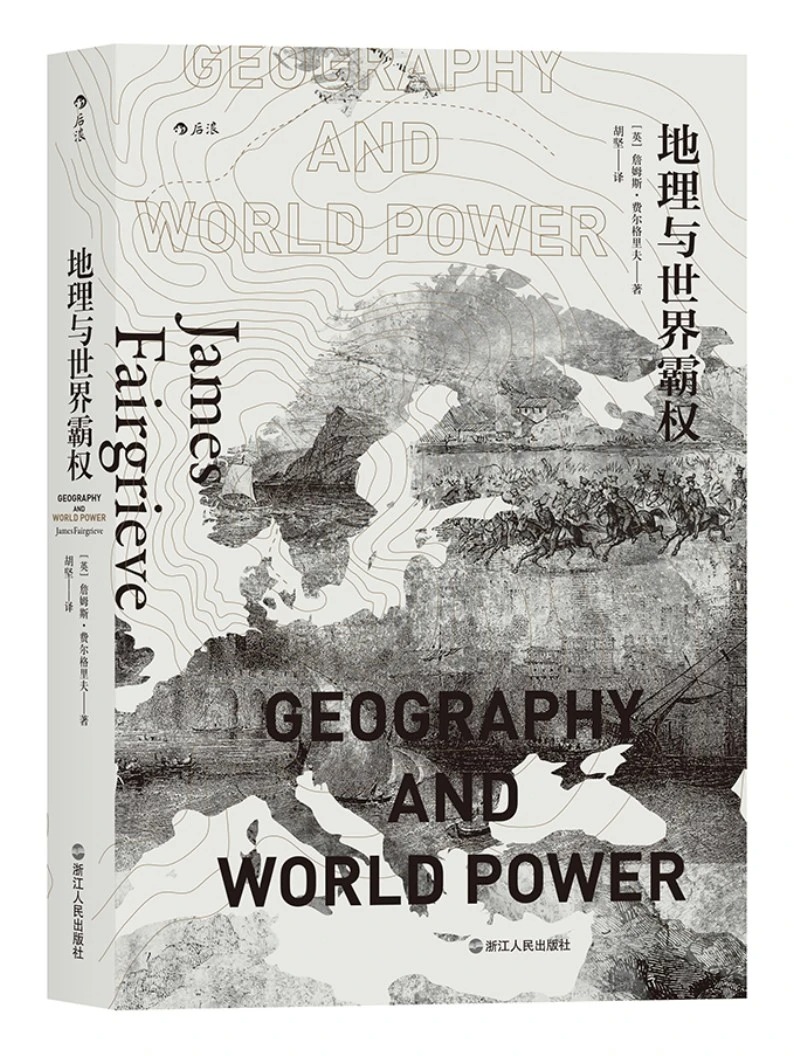 后浪
地理与世界霸权
GEOGRAPHY
AND
WORLD POWER
JamesFairgrieve
[英]詹姆斯·费尔格里夫——著
胡坚——译
浙江人民出版社
GEOGRAPHY
AND
WORLD POWER
后浪
地理与世界霸权
[英]詹姆斯·费尔格里夫——著
胡坚——译
James
Fairgrieve
GEOGRAPHY
AND
WORLD POWER
浙江人民出版社